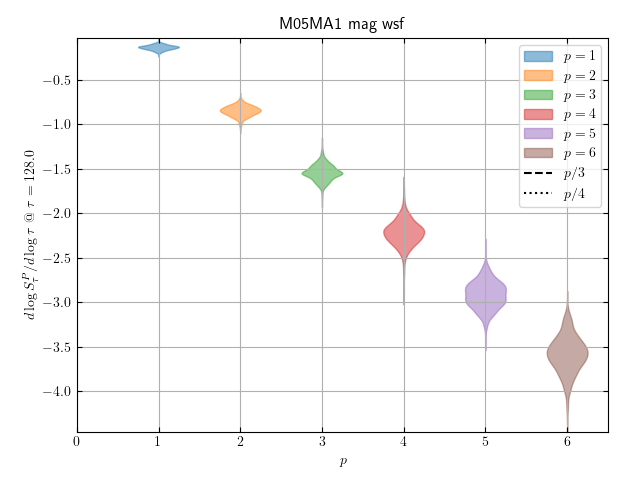 M05MA1 mag wsf
d log S_τ^P / d log τ @ τ = 128.0
−0.5
−1.0
−1.5
−2.0
−2.5
−3.0
−3.5
−4.0
p = 1
p = 2
p = 3
p = 4
p = 5
p = 6
p/3
p/4
0 1 2 3 4 5 6
p